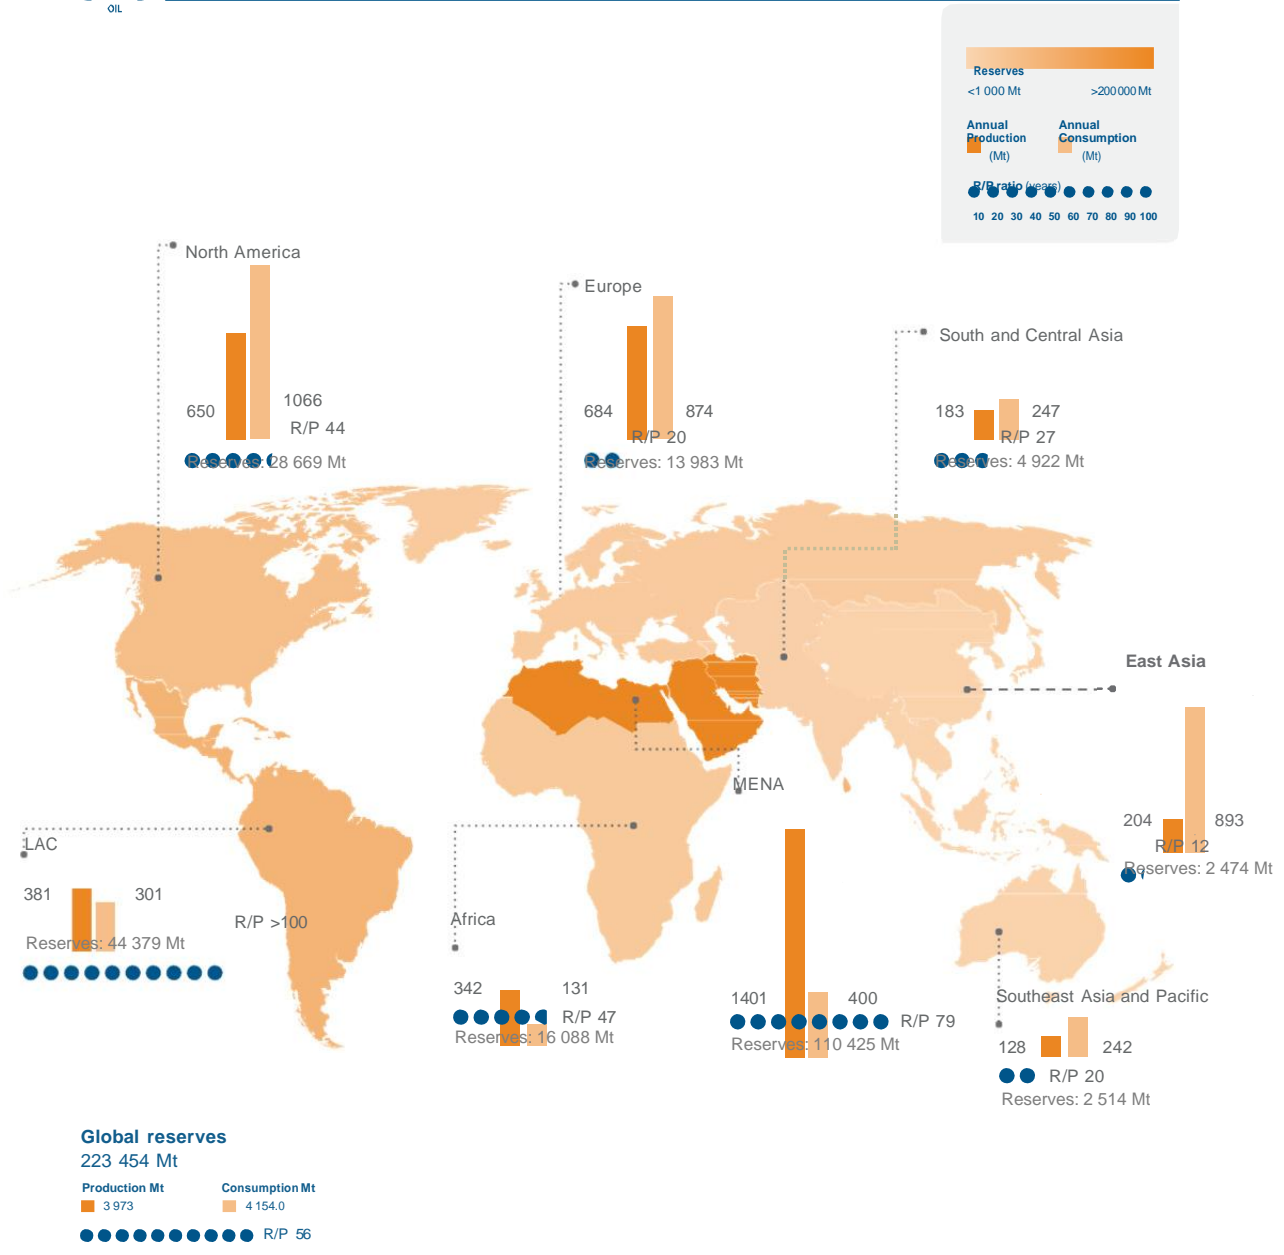 OIL
Reserves
<1 000 Mt >200 000 Mt
Annual Annual
Production Consumption
(Mt) (Mt)
R/P ratio (years)
10 20 30 40 50 60 70 80 90 100
North America
650 1066
R/P 44
Reserves: 28 669 Mt
Europe
684 874
R/P 20
Reserves: 13 983 Mt
South and Central Asia
183 247
R/P 27
Reserves: 4 922 Mt
East Asia
204 893
R/P 12
Reserves: 2 474 Mt
MENA
1401 400
R/P 79
Reserves: 110 425 Mt
LAC
381 301
R/P >100
Reserves: 44 379 Mt
Africa
342 131
R/P 47
Reserves: 16 088 Mt
Southeast Asia and Pacific
128 242
R/P 20
Reserves: 2 514 Mt
Global reserves
223 454 Mt
Production Mt Consumption Mt
3 973 4 154.0
R/P 56